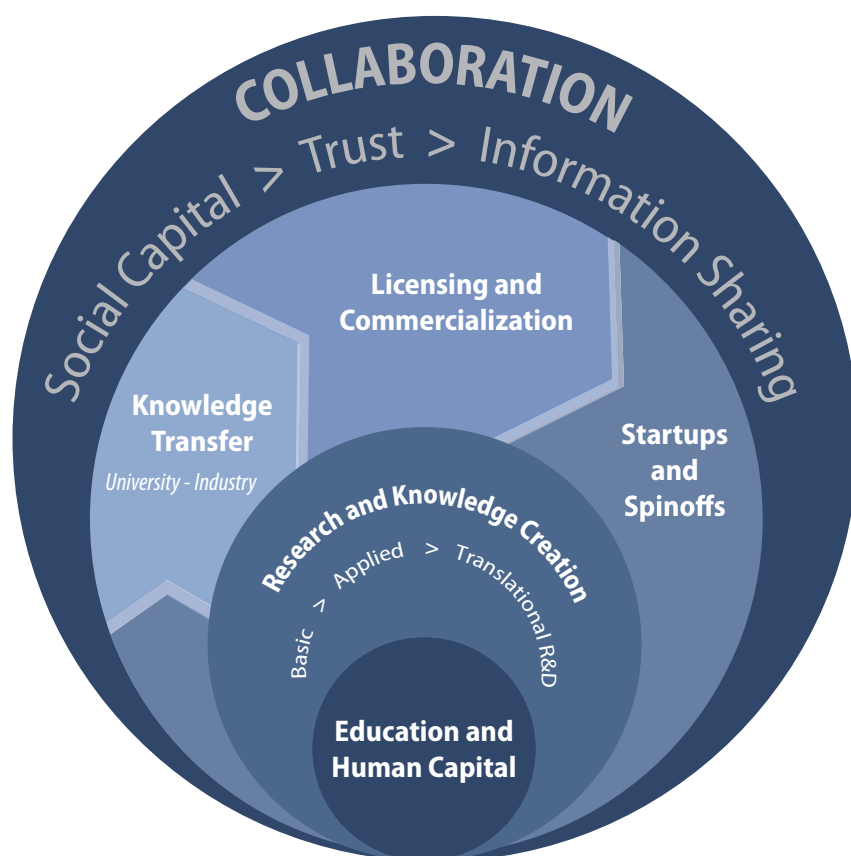 COLLABORATION
Social Capital > Trust > Information Sharing
Licensing and
Commercialization
Knowledge
Transfer
University - Industry
Startups
and
Spinoffs
Research and Knowledge Creation
Basic > Applied > Translational R&D
Education and
Human Capital